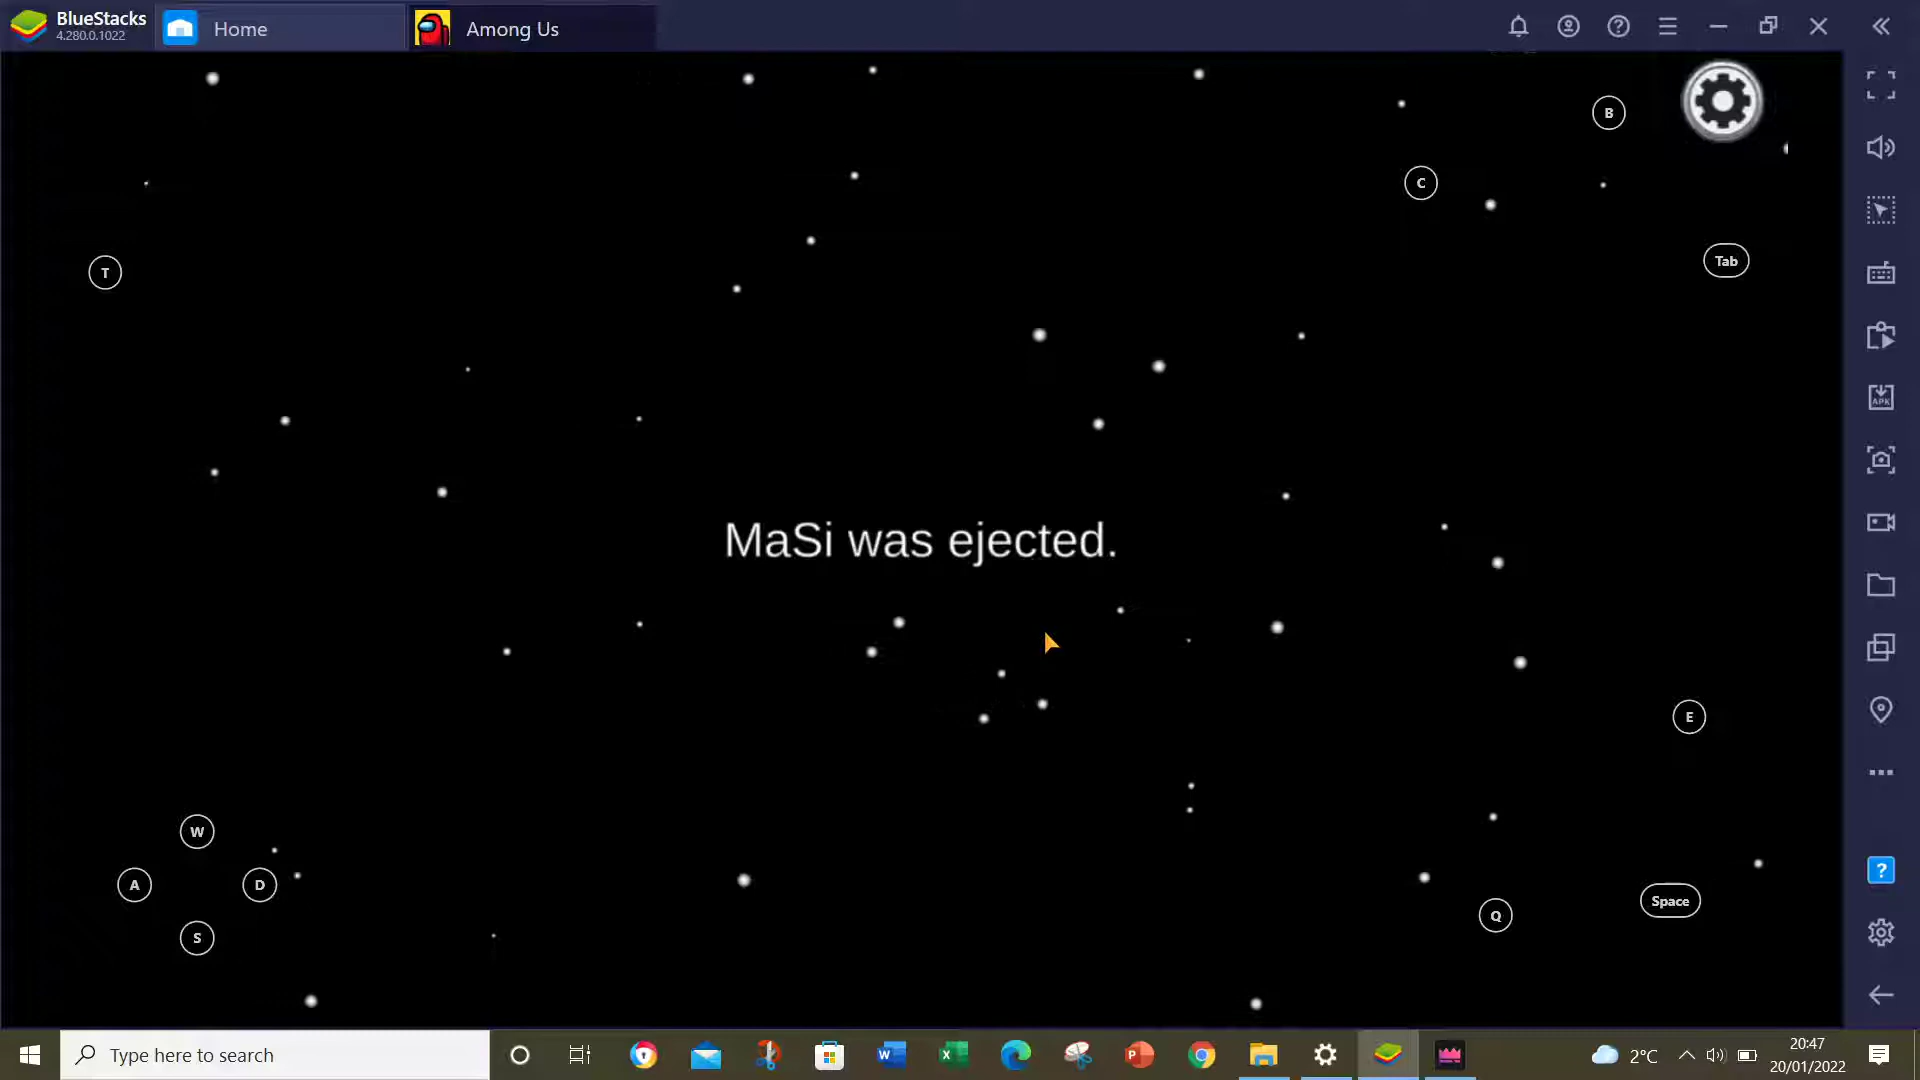 BlueStacks
4.280.0.1022
Home
Among Us
B
C
T
Tab
MaSi was ejected.
E
W
A
D
S
Q
Space
APK
?
Type here to search
W
X
P
2°C
20:47
20/01/2022